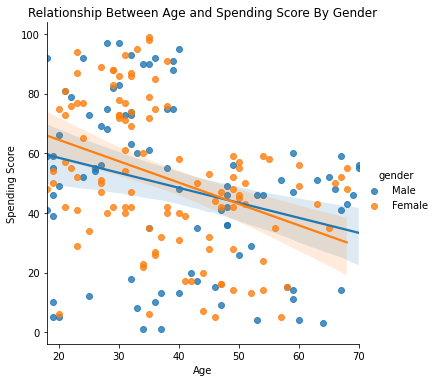 Relationship Between Age and Spending Score By Gender
100
80
60
40
20
0
Spending Score
20
30
40
50
60
70
Age
gender
Male
Female